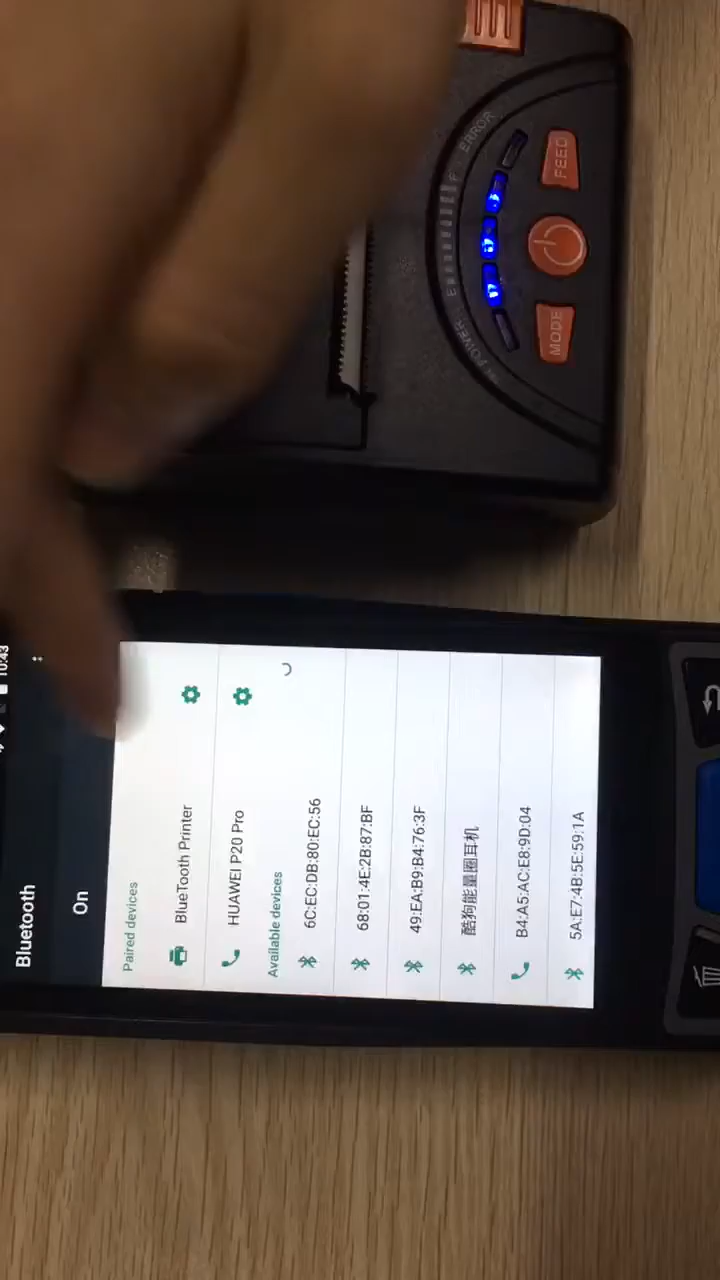 ERROR
FEED
POWER
MODE
10:43
Bluetooth
On
Paired devices
BlueTooth Printer
HUAWEI P20 Pro
Available devices
6C:EC:DB:80:EC:56
68:01:4E:2B:87:BF
49:EA:B9:B4:76:3F
酷狗能量圈耳机
B4:A5:AC:E8:9D:04
5A:E7:4B:5E:59:1A